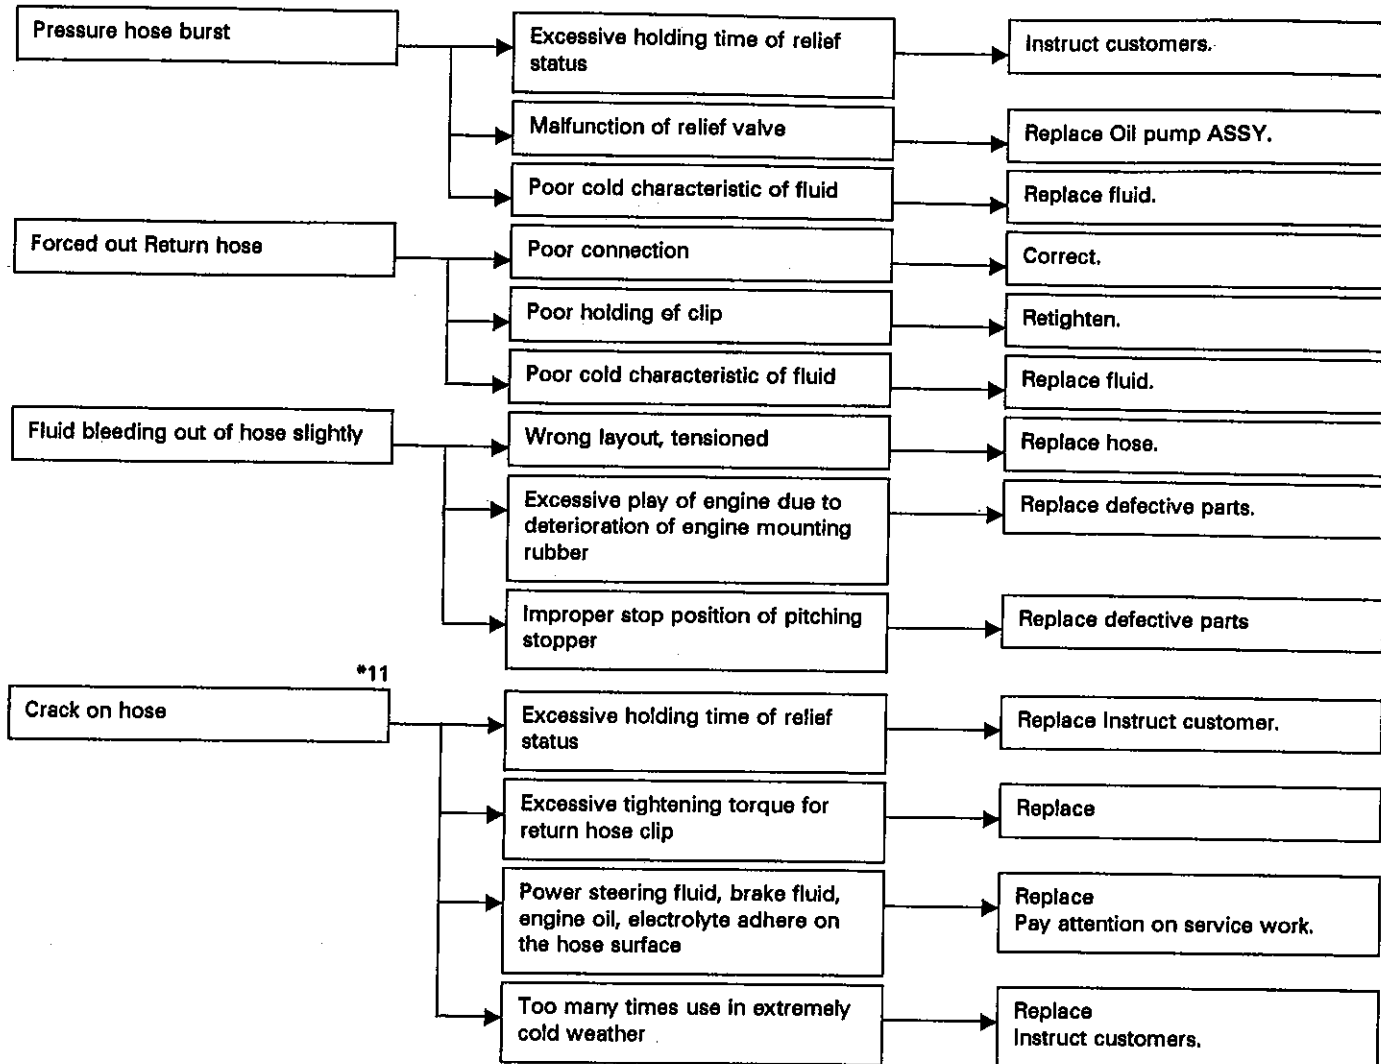 Pressure hose burst
Excessive holding time of relief
status
Instruct customers.
Malfunction of relief valve
Replace Oil pump ASSY.
Poor cold characteristic of fluid
Replace fluid.
Forced out Return hose
Poor connection
Correct.
Poor holding of clip
Retighten.
Poor cold characteristic of fluid
Replace fluid.
Fluid bleeding out of hose slightly
Wrong layout, tensioned
Replace hose.
Excessive play of engine due to
deterioration of engine mounting
rubber
Replace defective parts.
Improper stop position of pitching
stopper
Replace defective parts
*11
Crack on hose
Excessive holding time of relief
status
Replace Instruct customer.
Excessive tightening torque for
return hose clip
Replace
Power steering fluid, brake fluid,
engine oil, electrolyte adhere on
the hose surface
Replace
Pay attention on service work.
Too many times use in extremely
cold weather
Replace
Instruct customers.